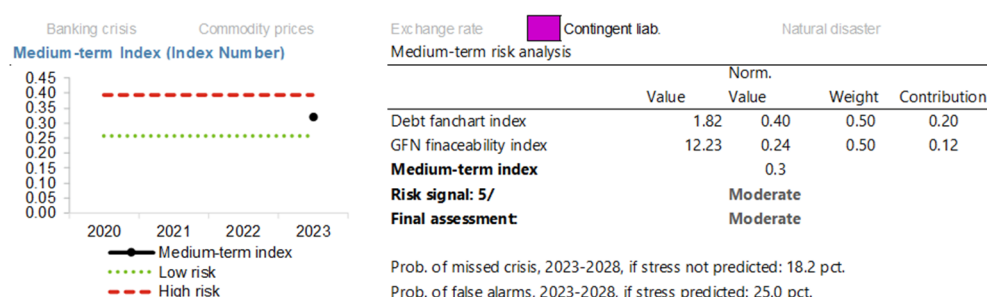 Banking crisis Commodity prices Exchange rate Contingent liab. Natural disaster
Medium-term Index (Index Number)
0.45
0.40
0.35
0.30
0.25
0.20
0.15
0.10
0.05
0.00
2020 2021 2022 2023
Medium-term index
Low risk
High risk
Medium-term risk analysis
Norm.
Value Value Weight Contribution
Debt fanchart index 1.82 0.40 0.50 0.20
GFN finaceability index 12.23 0.24 0.50 0.12
Medium-term index 0.3
Risk signal: 5/ Moderate
Final assessment: Moderate
Prob. of missed crisis, 2023-2028, if stress not predicted: 18.2 pct.
Prob. of false alarms, 2023-2028, if stress predicted: 25.0 pct.